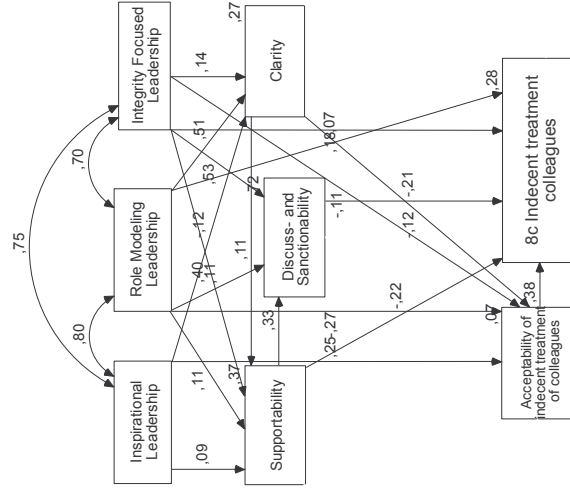 ,75
,80
,70
Inspirational
Leadership
Role Modeling
Leadership
Integrity Focused
Leadership
,09
,11
,40
,11
-,12
,53
,51
,14
,27
Clarity
,72
,11
Discuss- and
Sanctionability
,37
Supportability
,33
,18
,07
-,11
-,12
-,21
-,22
,25
-,27
,07
Acceptability of
indecent treatment
of colleagues
,38
,28
8c Indecent treatment
colleagues